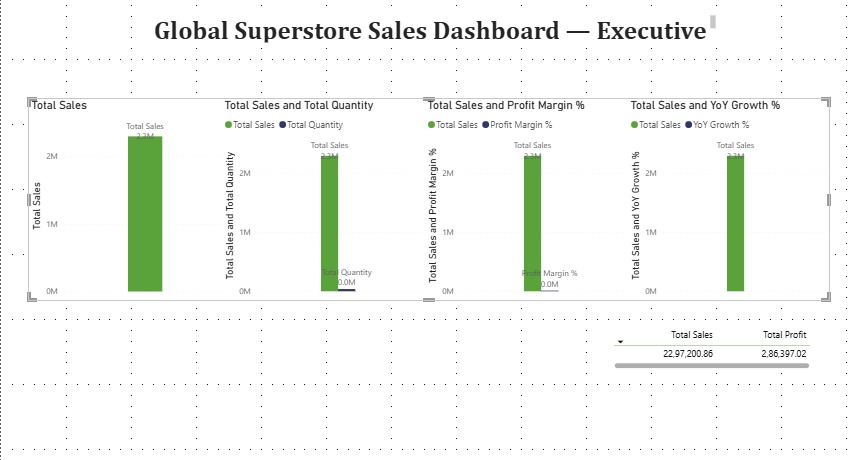 Global Superstore Sales Dashboard — Executive
Total Sales
Total Sales
Total Sales
2.3M
2M
1M
0M
Total Sales and Total Quantity
Total Sales Total Quantity
Total Sales and Total Quantity
Total Sales
2.3M
2M
1M
Total Quantity
0.0M
0M
Total Sales and Profit Margin %
Total Sales Profit Margin %
Total Sales and Profit Margin %
Total Sales
2.3M
2M
1M
Profit Margin %
0.0M
0M
Total Sales and YoY Growth %
Total Sales YoY Growth %
Total Sales and YoY Growth %
Total Sales
2.3M
2M
1M
0M
Total Sales Total Profit
22,97,200.86 2,86,397.02